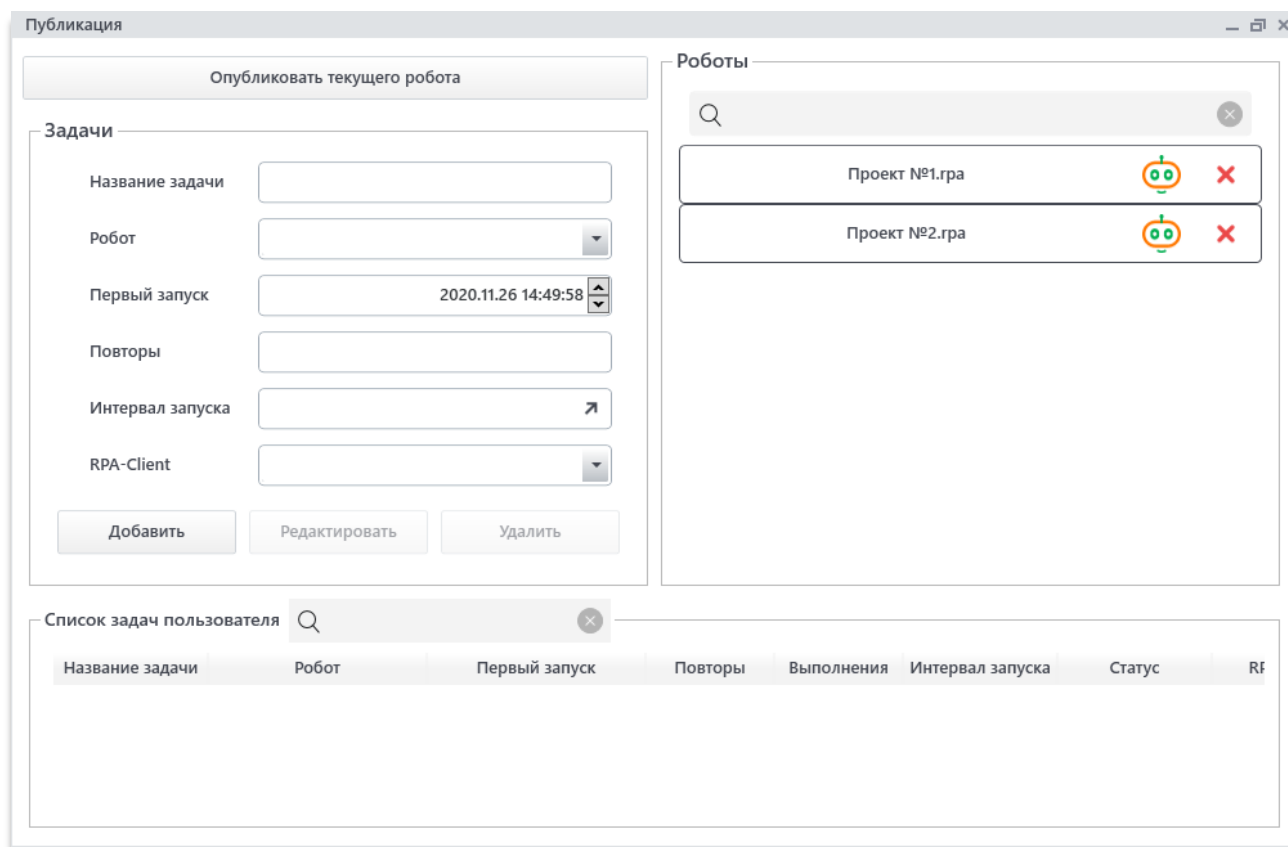 Публикация
Опубликовать текущего робота
Задачи
Название задачи
Робот
Первый запуск
2020.11.26 14:49:58
Повторы
Интервал запуска
RPA-Client
Добавить
Редактировать
Удалить
Роботы
Проект №1.rpa
Проект №2.rpa
Список задач пользователя
Название задачи Робот Первый запуск Повторы Выполнения Интервал запуска Статус